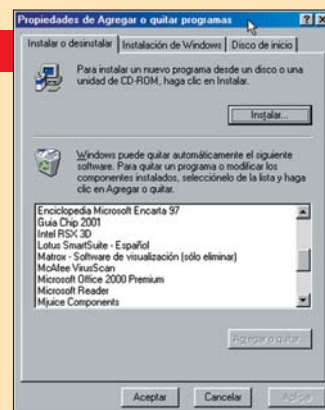 Propiedades de Agregar o quitar programas
Instalar o desinstalar Instalación de Windows Disco de inicio
Para instalar un nuevo programa desde un disco o una
unidad de CD-ROM, haga clic en Instalar.
Instalar...
Windows puede quitar automáticamente el siguiente
software. Para quitar un programa o modificar los
componentes instalados, selecciónelo de la lista y haga
clic en Agregar o quitar.
Enciclopedia Microsoft Encarta 97
Guia Chip 2001
Intel RSX 3D
Lotus SmartSuite - Español
Matrox - Software de visualización (sólo eliminar)
McAfee VirusScan
Microsoft Office 2000 Premium
Microsoft Reader
Mjuice Components
Agregar o quitar...
Aceptar Cancelar Aplicar